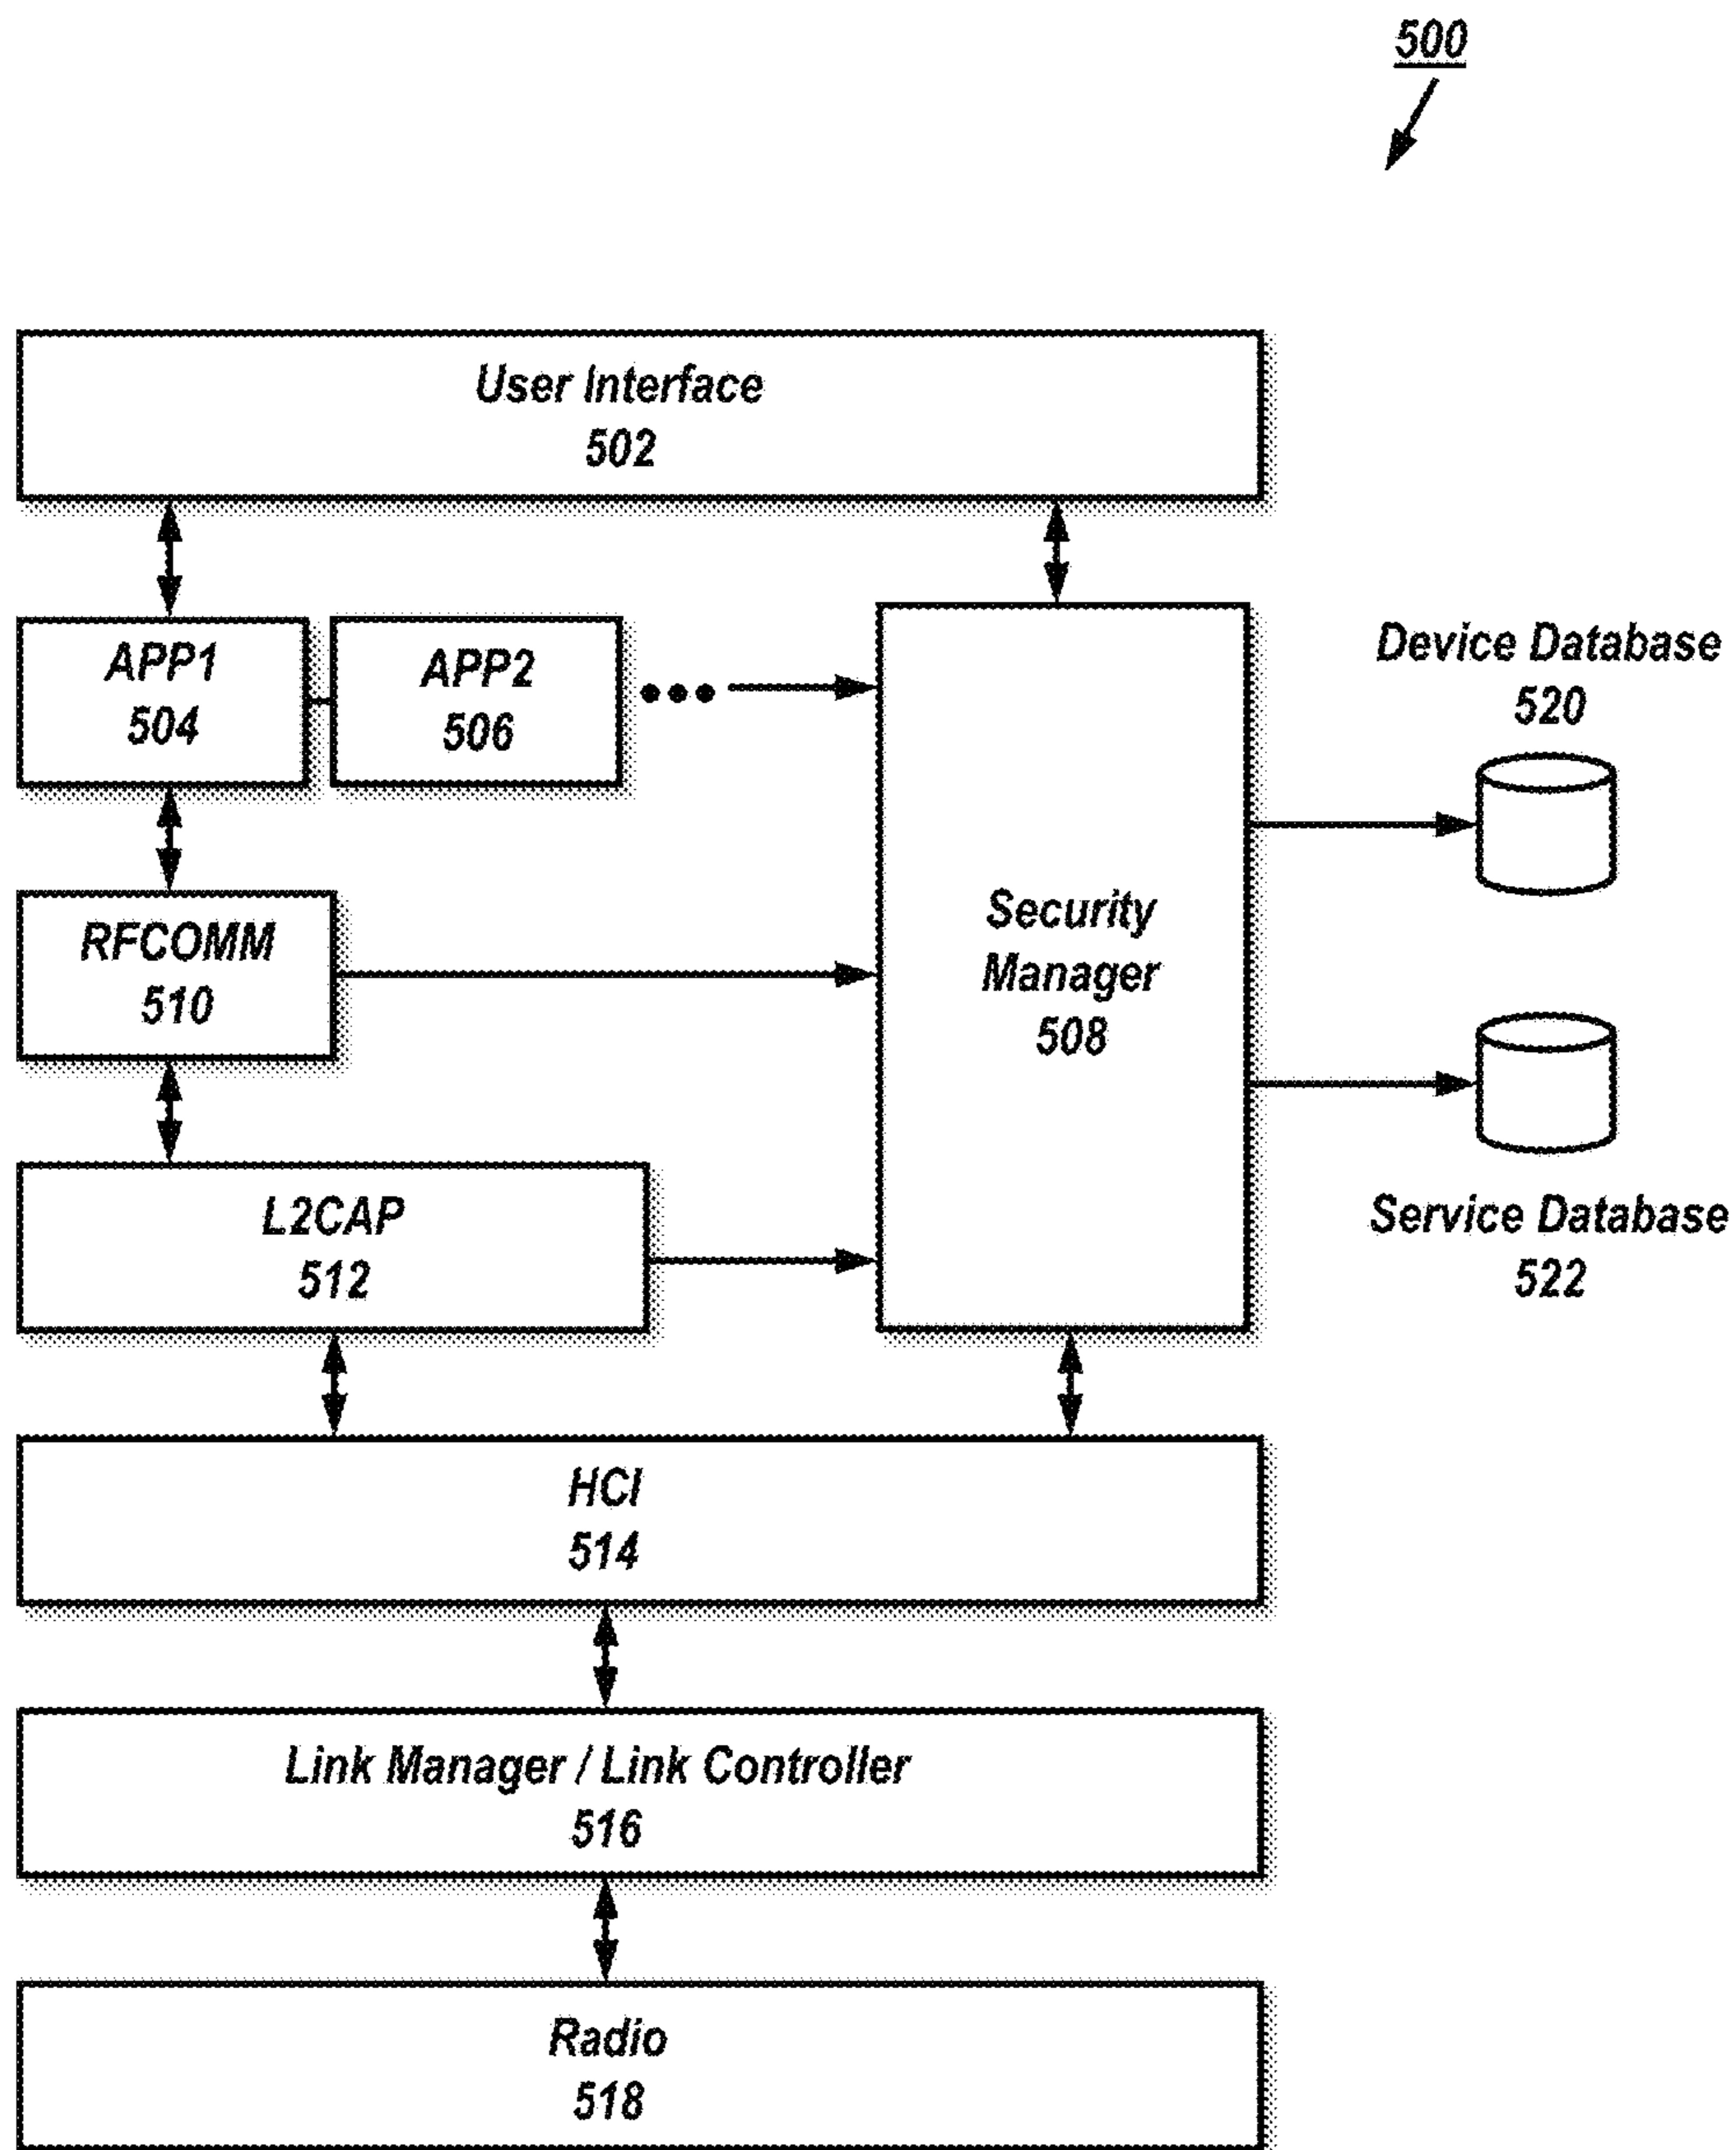 500
User Interface
502
APP1
504
APP2
506
Device Database
520
RFCOMM
510
Security
Manager
508
L2CAP
512
Service Database
522
HCI
514
Link Manager / Link Controller
516
Radio
518